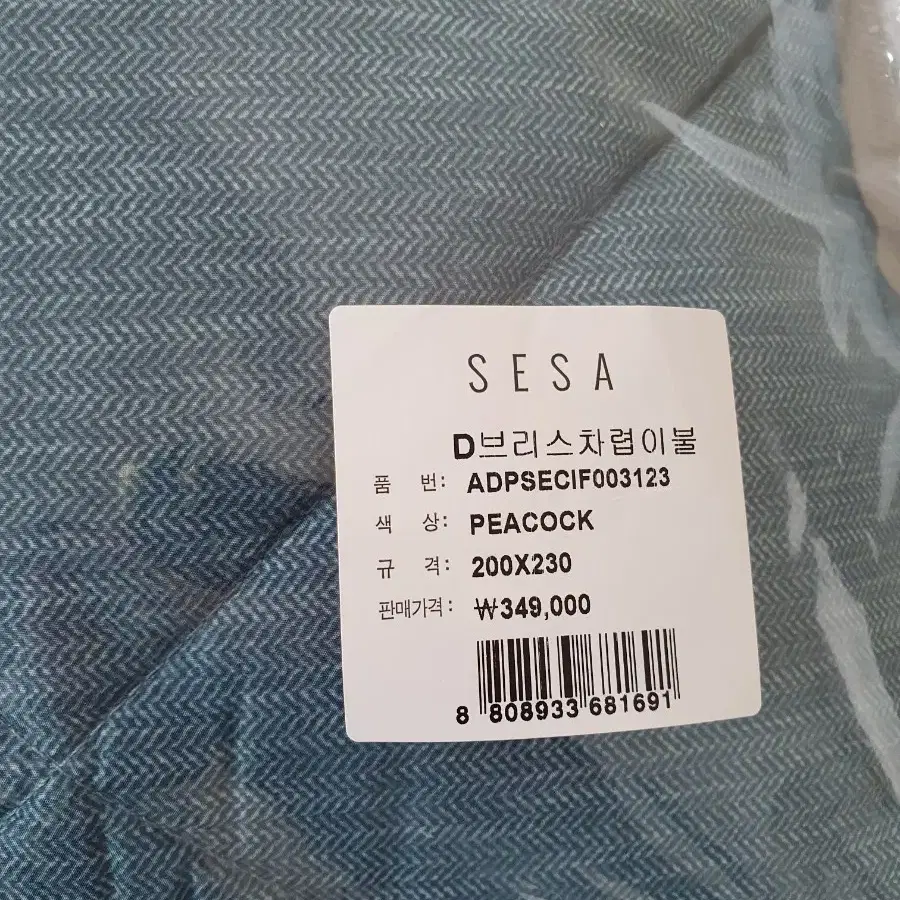 SESA
D브리스차렵이불
품 번: ADPSECIF003123
색 상: PEACOCK
규 격: 200X230
판매가격: ₩349,000
8 808933 681691